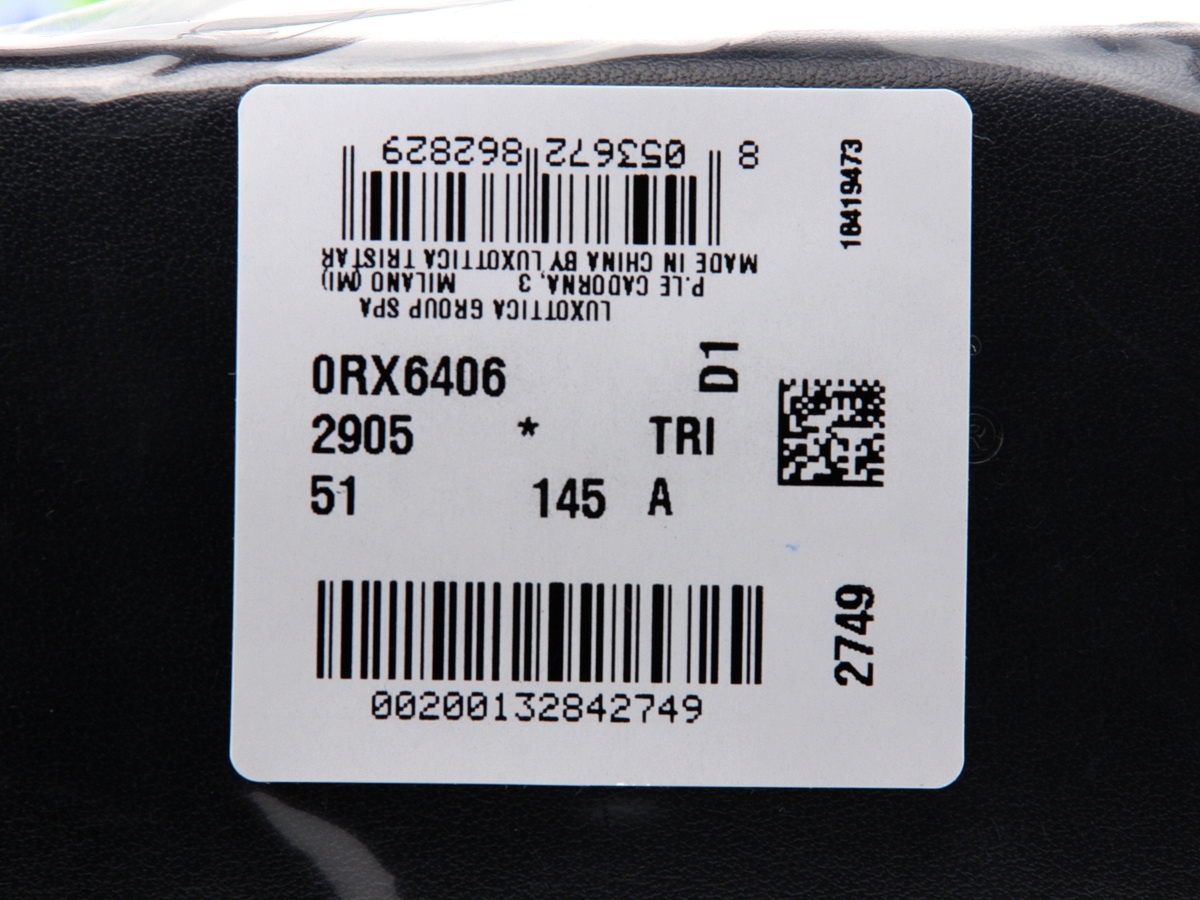 8 053672 862829
MADE IN CHINA BY LUXOTTICA TRISTAR
P.LE CADORNA, 3 MILANO (MI)
LUXOTTICA GROUP SPA
18419473
0RX6406
D1
2905 * TRI
51 145 A
2749
00200132842749